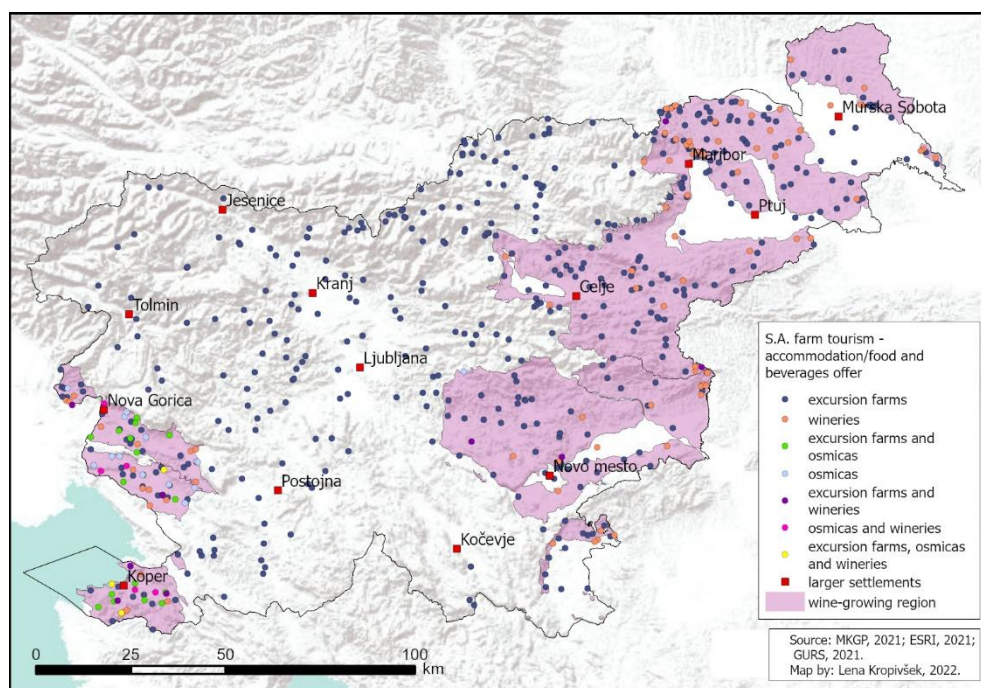 Murska Sobota
Maribor
Ptuj
Jesenice
Kranj
Celje
Tolmin
Ljubljana
Nova Gorica
Novo mesto
Postojna
Kočevje
Koper
S.A. farm tourism -
accommodation/food and
beverages offer
excursion farms
wineries
excursion farms and
osmicas
osmicas
excursion farms and
wineries
osmicas and wineries
excursion farms, osmicas
and wineries
larger settlements
wine-growing region
0 25 50 100
km
Source: MKGP, 2021; ESRI, 2021;
GURS, 2021.
Map by: Lena Kropivšek, 2022.